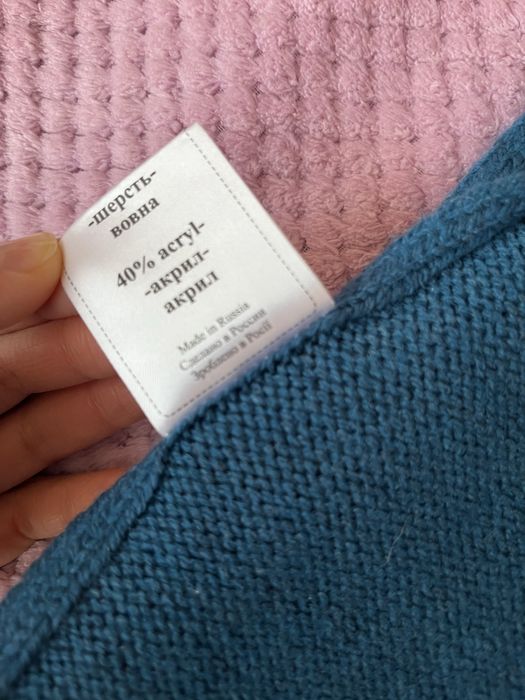 -шерсть-
вовна
40% acryl-
-акрил-
акрил
Made in Russia
Сделано в России
Зроблено в Росії